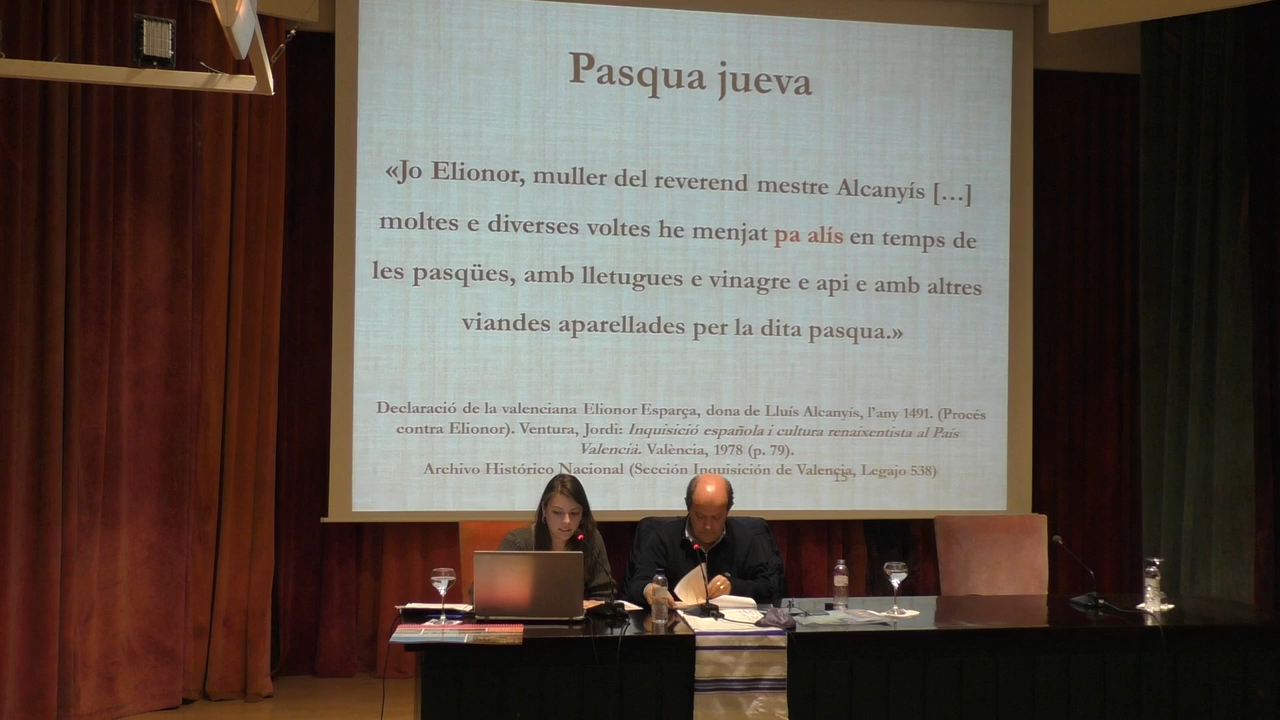 Pasqua jueva
«Jo Elionor, muller del reverend mestre Alcanyís […]
moltes e diverses voltes he menjat pa alís en temps de
les pasqües, amb lletugues e vinagre e api e amb altres
viandes aparellades per la dita pasqua.»
Declaració de la valenciana Elionor Esparça, dona de Lluís Alcanyís, l'any 1491. (Procés
contra Elionor). Ventura, Jordi: Inquisició española i cultura renaixentista al País
Valencià. València, 1978 (p. 79).
Archivo Histórico Nacional (Sección Inquisición de Valencia, Legajo 538)